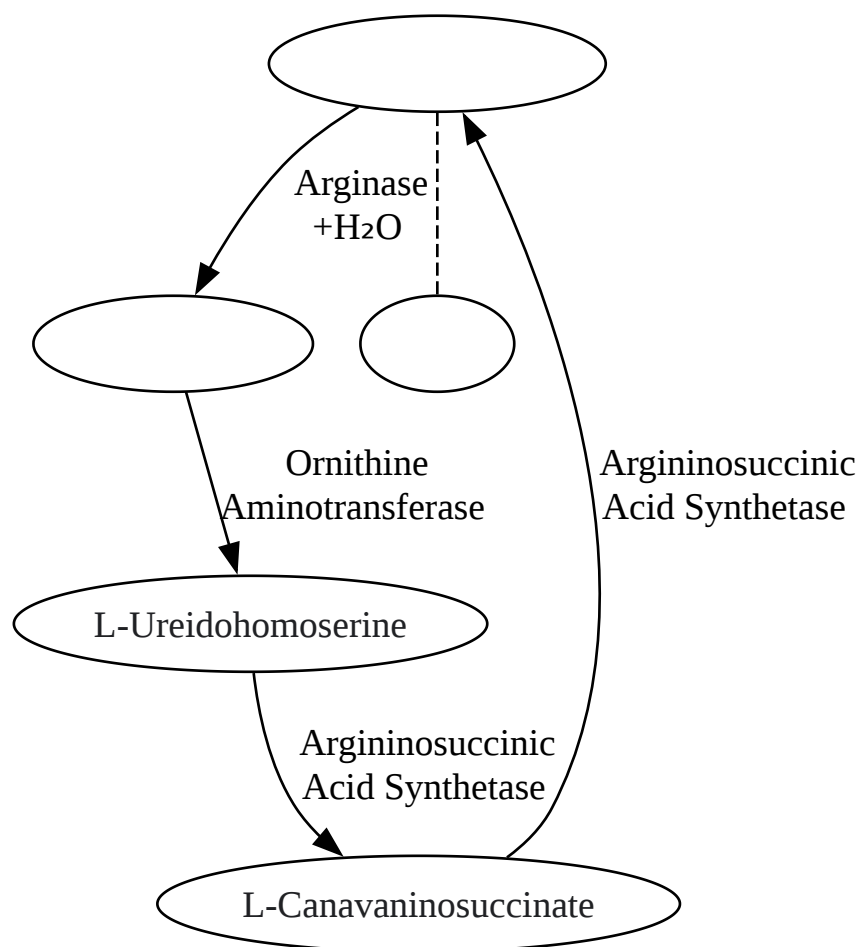 Arginase
+H₂O
Ornithine
Aminotransferase
Argininosuccinic
Acid Synthetase
L-Ureidohomoserine
Argininosuccinic
Acid Synthetase
L-Canavaninosuccinate